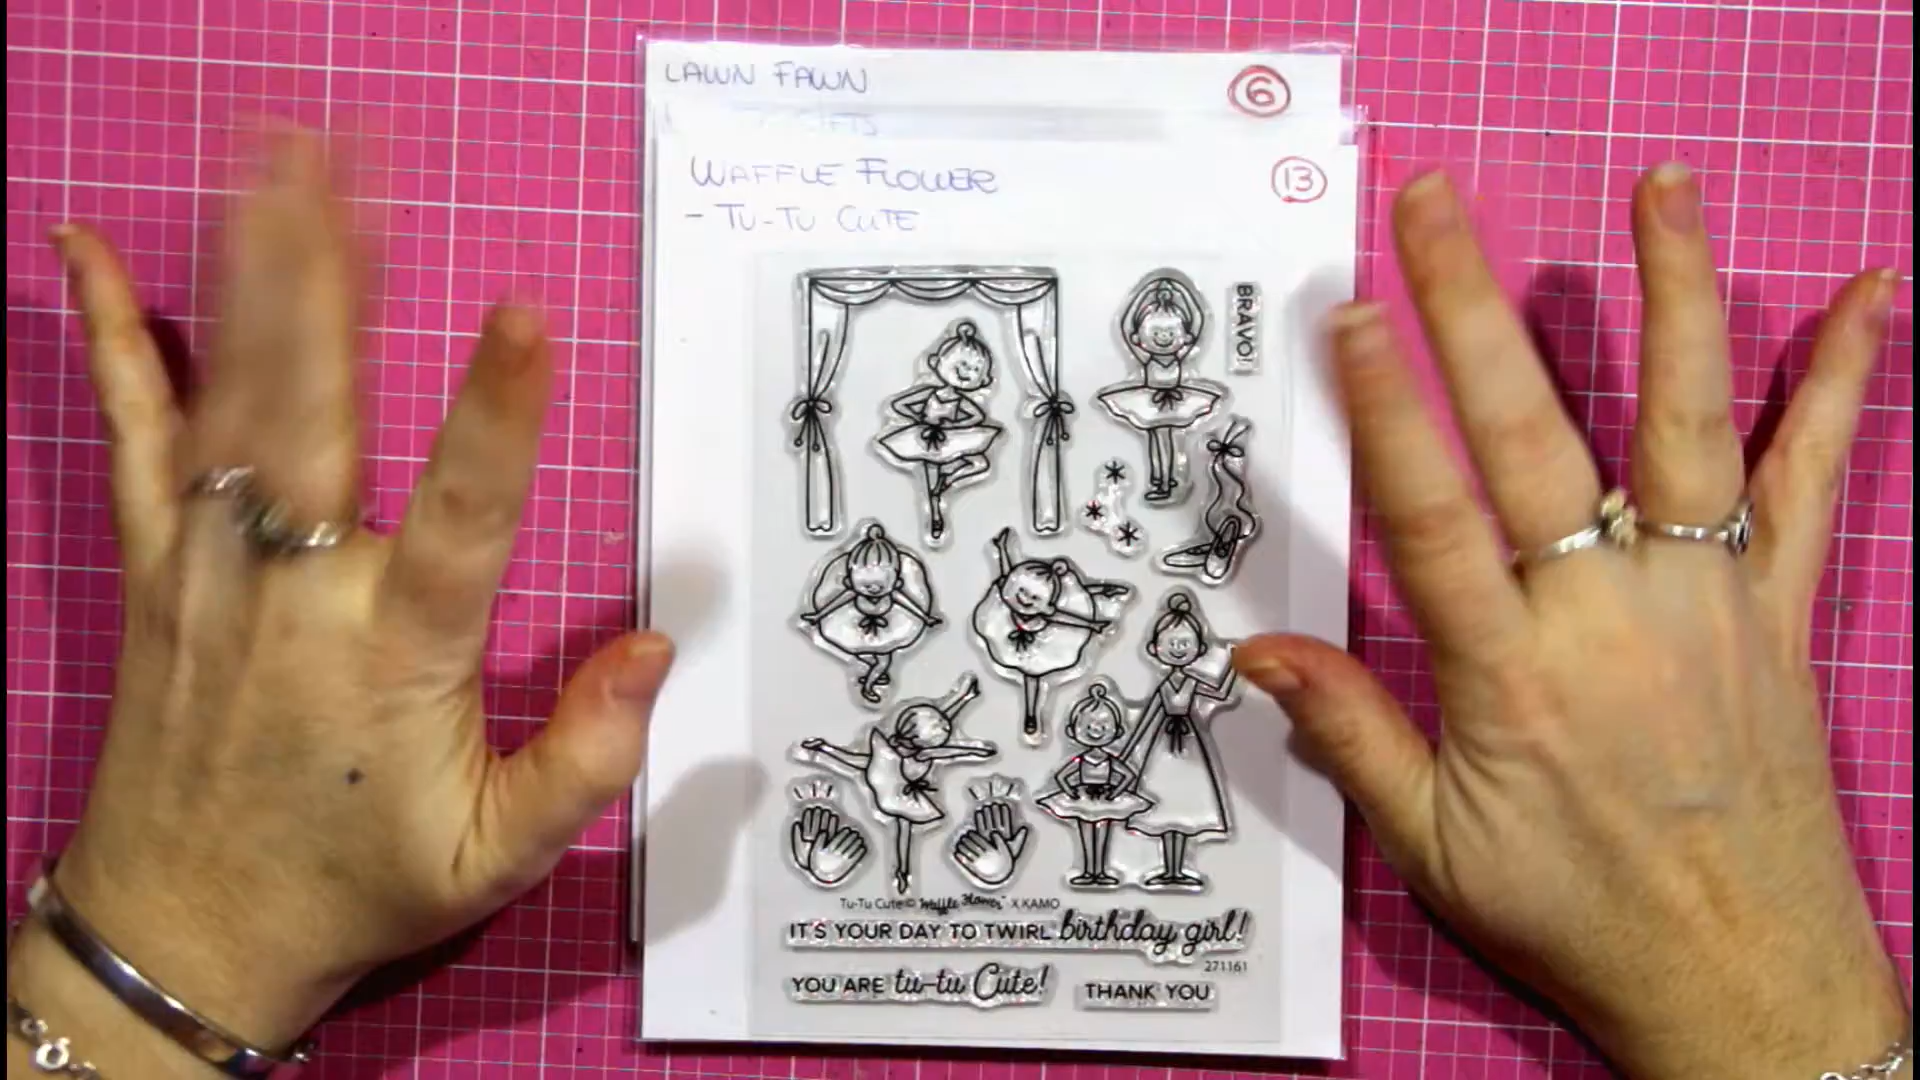 LAWN FAWN
6
WAFFLE FLOWER
13
- TU-TU CUTE
BRAVO!
Tu-Tu Cute © Waffle Flower X KAMO
IT'S YOUR DAY TO TWIRL birthday girl!
271161
YOU ARE tu-tu Cute!
THANK YOU